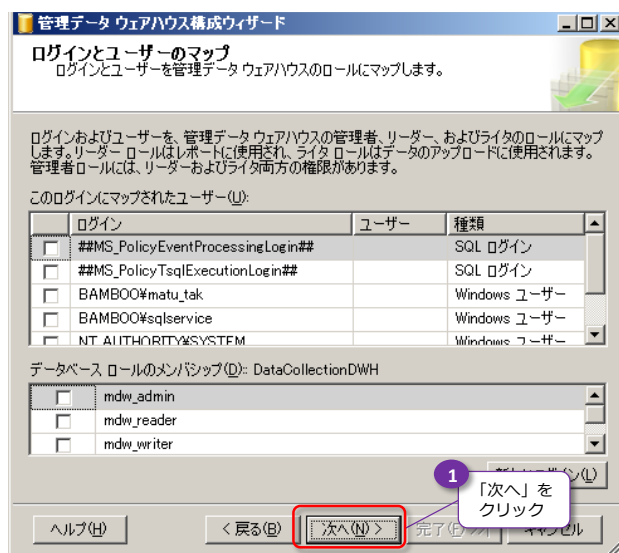 管理データ ウェアハウス構成ウィザード
ログインとユーザーのマップ
ログインとユーザーを管理データ ウェアハウスのロールにマップします。
ログインおよびユーザーを、管理データ ウェアハウスの管理者、リーダー、およびライタのロールにマップ
します。リーダー ロールはレポートに使用され、ライタ ロールはデータのアップロードに使用されます。
管理者ロールには、リーダーおよびライタ両方の権限があります。
このログインにマップされたユーザー(U):
ログイン ユーザー 種類
##MS_PolicyEventProcessingLogin## SQL ログイン
##MS_PolicyTsqlExecutionLogin## SQL ログイン
BAMBOO¥matu_tak Windows ユーザー
BAMBOO¥sqlservice Windows ユーザー
NT AUTHORITY¥SYSTEM Windows ユーザー
データベース ロールのメンバシップ(D):: DataCollectionDWH
mdw_admin
mdw_reader
mdw_writer
1
「次へ」を
クリック
ヘルプ(H) < 戻る(B) 次へ(N) > 完了 キャンセル